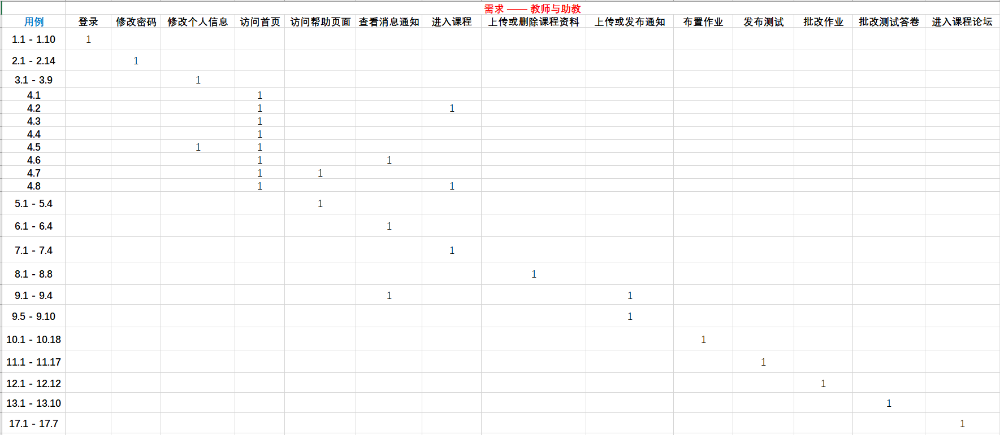 需求 —— 教师与助教
用例 登录 修改密码 修改个人信息 访问首页 访问帮助页面 查看消息通知 进入课程 上传或删除课程资料 上传或发布通知 布置作业 发布测试 批改作业 批改测试答卷 进入课程论坛
1.1 - 1.10 1
2.1 - 2.14 1
3.1 - 3.9 1
4.1 1
4.2 1 1
4.3 1
4.4 1
4.5 1 1
4.6 1 1
4.7 1 1
4.8 1 1
5.1 - 5.4 1
6.1 - 6.4 1
7.1 - 7.4 1
8.1 - 8.8 1
9.1 - 9.4 1 1
9.5 - 9.10 1
10.1 - 10.18 1
11.1 - 11.17 1
12.1 - 12.12 1
13.1 - 13.10 1
17.1 - 17.7 1